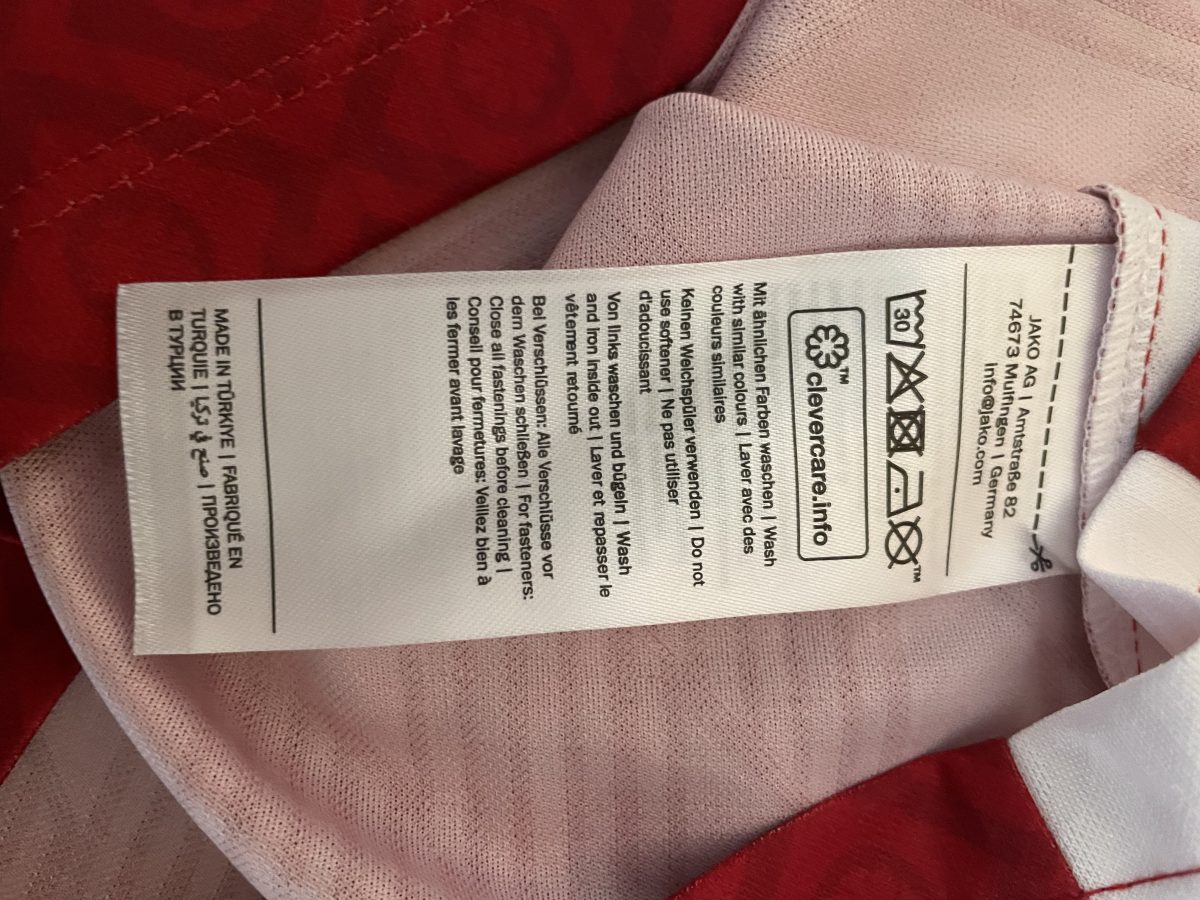 JAKO AG | Amtstraße 82
74673 Mulfingen | Germany
info@jako.com
30
™
clevercare.info
™
Mit ähnlichen Farben waschen | Wash
with similar colours | Laver avec des
couleurs similaires
Keinen Weichspüler verwenden | Do not
use softener | Ne pas utiliser
d'adoucissant
Von links waschen und bügeln | Wash
and iron inside out | Laver et repasser le
vêtement retourné
Bei Verschlüssen: Alle Verschlüsse vor
dem Waschen schließen | For fasteners:
Close all fastenings before cleaning |
Conseil pour fermetures: Veillez bien à
les fermer avant lavage
MADE IN TÜRKIYE | FABRIQUÉ EN
TURQUIE | صنع في تركيا | ПРОИЗВЕДЕНО
В ТУРЦИИ